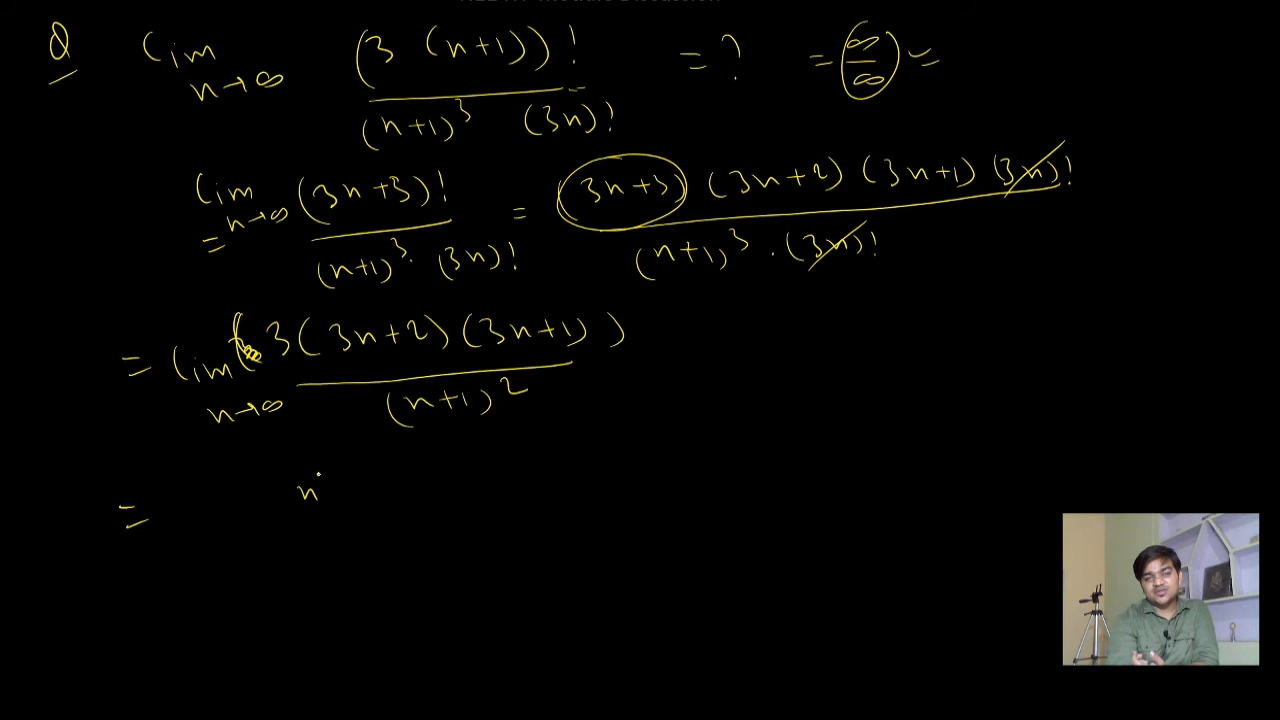 Q lim n→∞ (3 (n+1))! / (n+1)^3 (3n)! = ? = (∞/∞) =
= lim n→∞ (3n+3)! / (n+1)^3 · (3n)! = (3n+3) (3n+2) (3n+1) (3n)! / (n+1)^3 · (3n)!
= lim n→∞ ( 3(3n+2) (3n+1) ) / (n+1)^2
= n